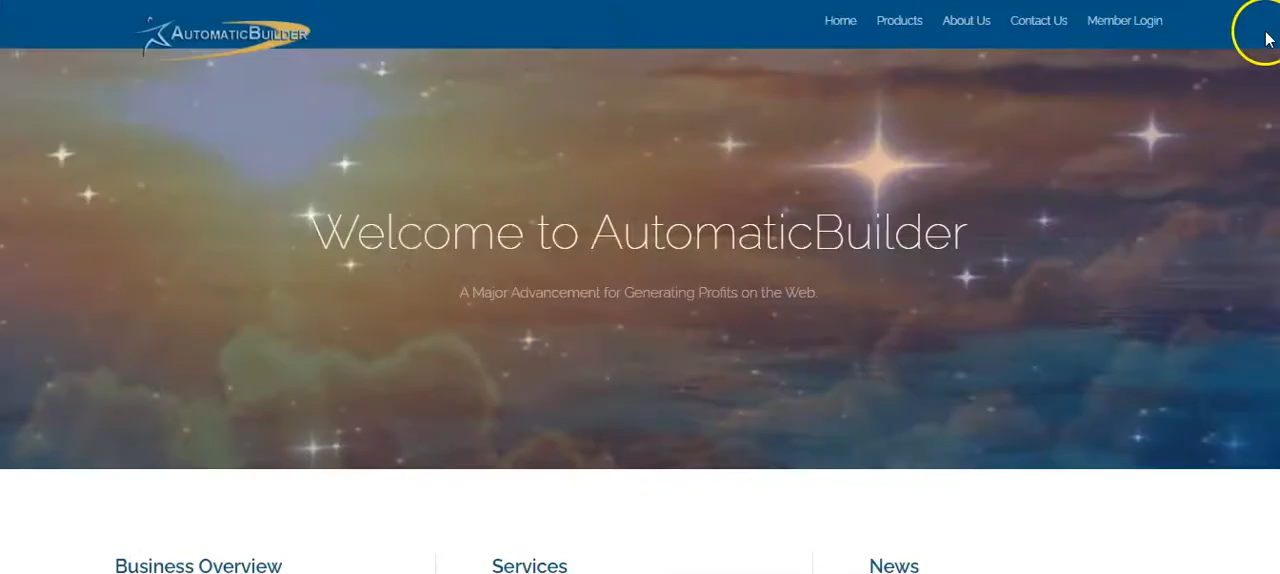 AUTOMATICBUILDER
Home Products About Us Contact Us Member Login
Welcome to AutomaticBuilder
A Major Advancement for Generating Profits on the Web.
Business Overview Services News